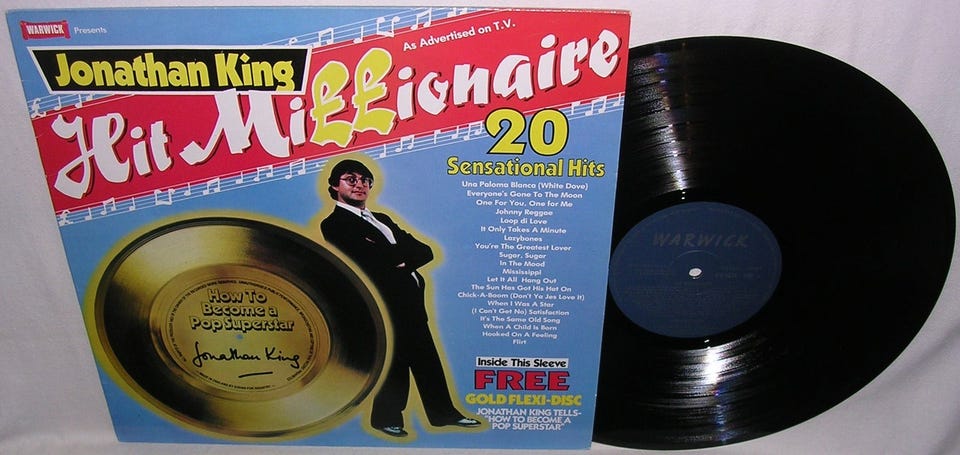 WARWICK Presents
As Advertised on T.V.
Jonathan King
Hit Mi££ionaire
20
Sensational Hits
Una Paloma Blanca (White Dove)
Everyone's Gone To The Moon
One For You, One for Me
Johnny Reggae
Loop di Love
It Only Takes A Minute
Lazybones
You're The Greatest Lover
Sugar, Sugar
In The Mood
Mississippi
Let It All Hang Out
The Sun Has Got His Hat On
Chick-A-Boom (Don't Ya Jes Love It)
When I Was A Star
(I Can't Get No) Satisfaction
It's The Same Old Song
When A Child Is Born
Hooked On a Feeling
Flirt
Inside This Sleeve
FREE
GOLD FLEXI-DISC
JONATHAN KING TELLS-
"HOW TO BECOME A
POP SUPERSTAR"
How To
Become a
Pop Superstar
Jonathan King
WARWICK